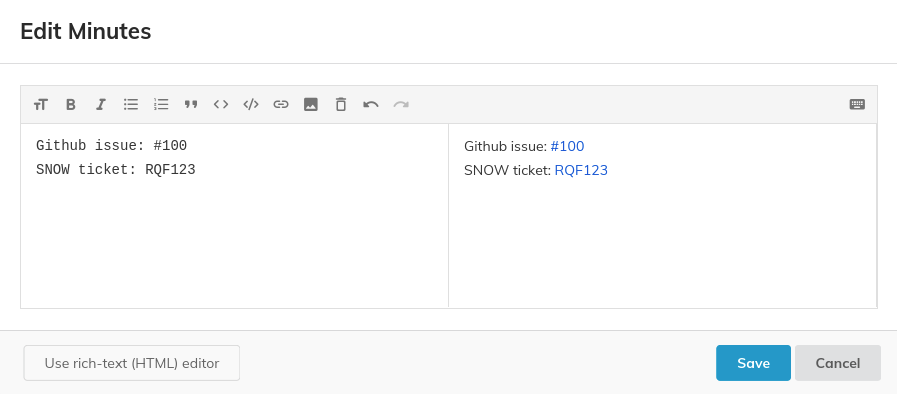 Edit Minutes
Github issue: #100
SNOW ticket: RQF123
Github issue: #100
SNOW ticket: RQF123
Use rich-text (HTML) editor
Save
Cancel